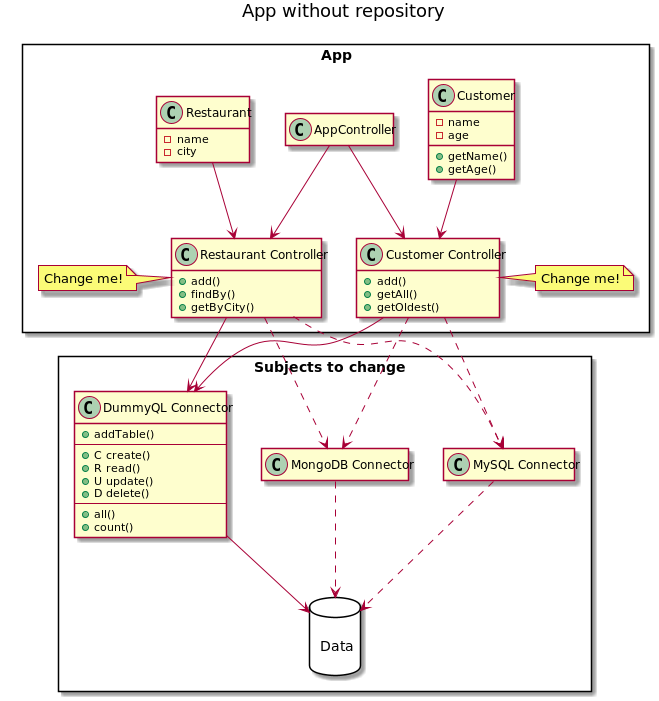 App without repository
App
C Restaurant
name
city
C AppController
C Customer
name
age
getName()
getAge()
Change me!
C Restaurant Controller
add()
findBy()
getByCity()
C Customer Controller
add()
getAll()
getOldest()
Change me!
Subjects to change
C DummyQL Connector
addTable()
C create()
R read()
U update()
D delete()
all()
count()
C MongoDB Connector
C MySQL Connector
Data